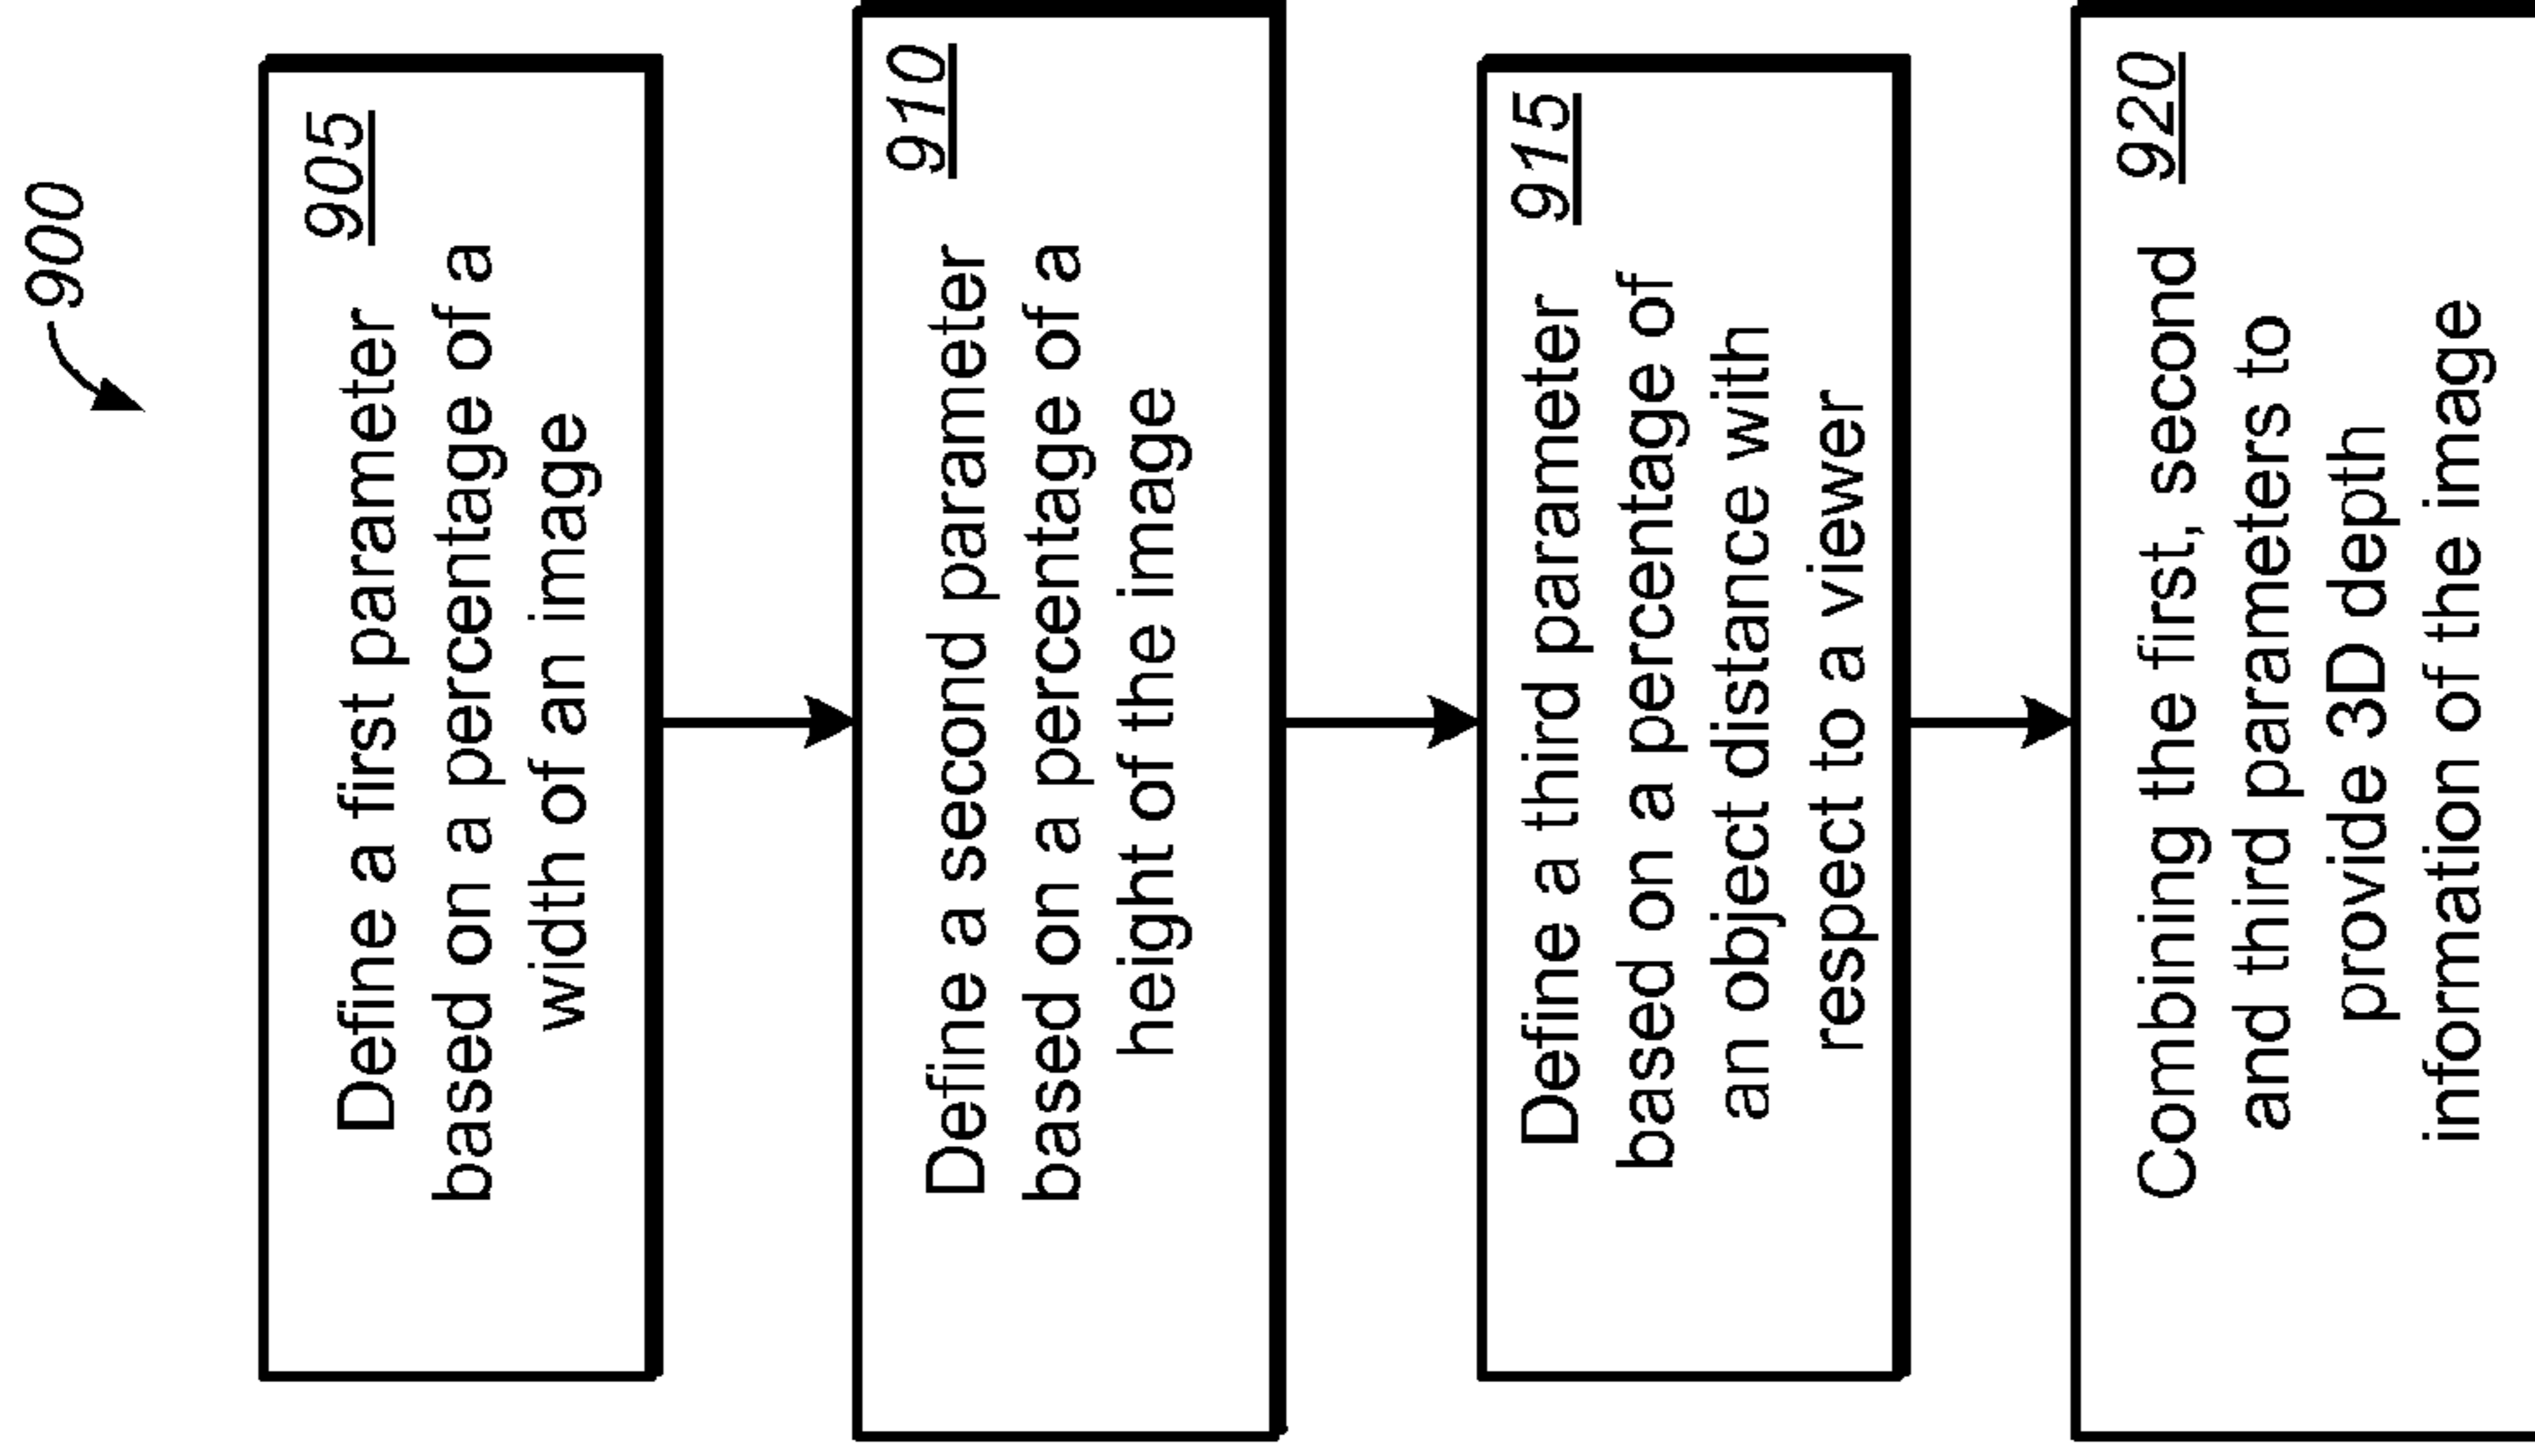 900
905
Define a first parameter
based on a percentage of a
width of an image
910
Define a second parameter
based on a percentage of a
height of the image
915
Define a third parameter
based on a percentage of
an object distance with
respect to a viewer
920
Combining the first, second
and third parameters to
provide 3D depth
information of the image